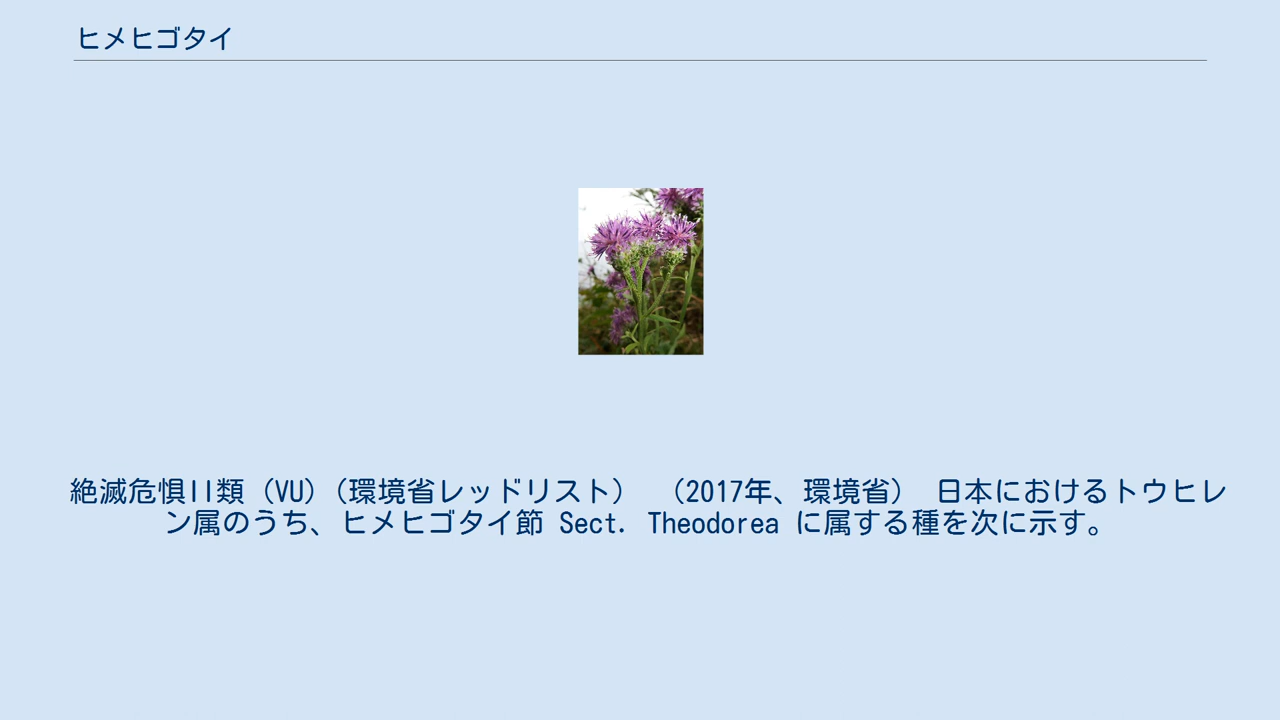 ヒメヒゴタイ
絶滅危惧II類 (VU)(環境省レッドリスト） （2017年、環境省） 日本におけるトウヒレ
ン属のうち、ヒメヒゴタイ節 Sect. Theodorea に属する種を次に示す。